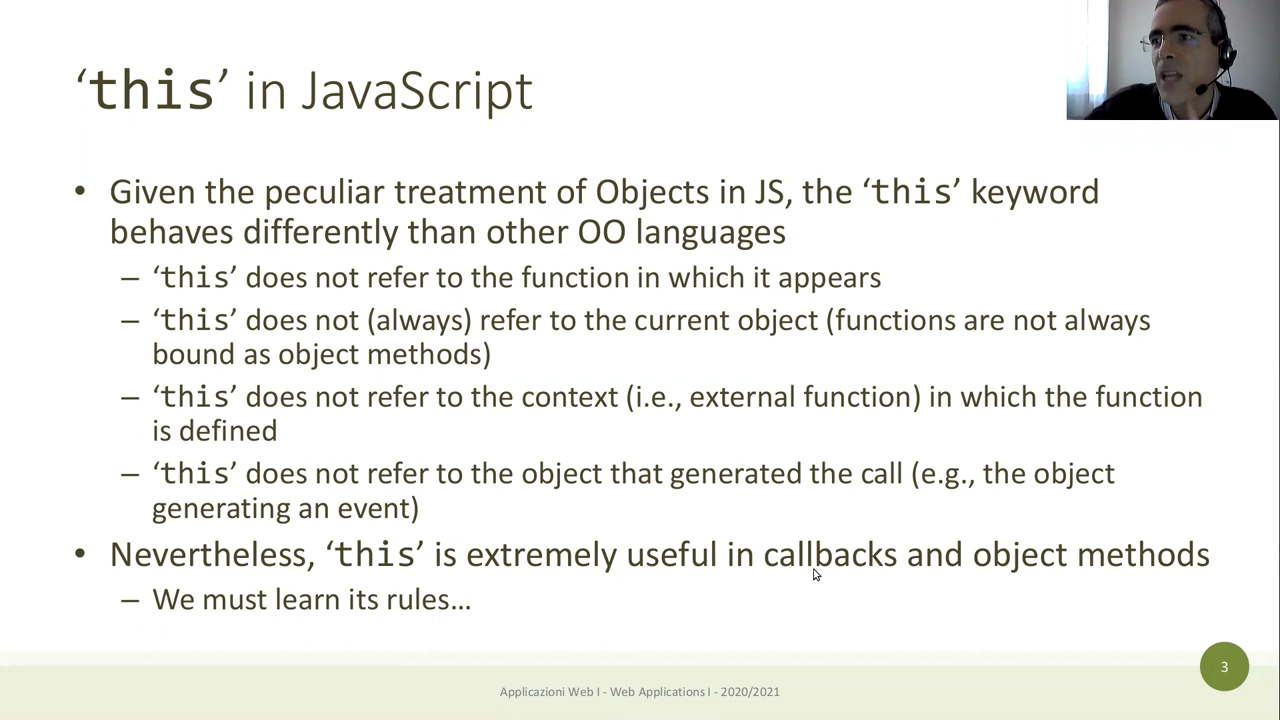 ‘this’ in JavaScript
• Given the peculiar treatment of Objects in JS, the ‘this’ keyword
behaves differently than other OO languages
– ‘this’ does not refer to the function in which it appears
– ‘this’ does not (always) refer to the current object (functions are not always
bound as object methods)
– ‘this’ does not refer to the context (i.e., external function) in which the function
is defined
– ‘this’ does not refer to the object that generated the call (e.g., the object
generating an event)
• Nevertheless, ‘this’ is extremely useful in callbacks and object methods
– We must learn its rules…
Applicazioni Web I - Web Applications I - 2020/2021
3